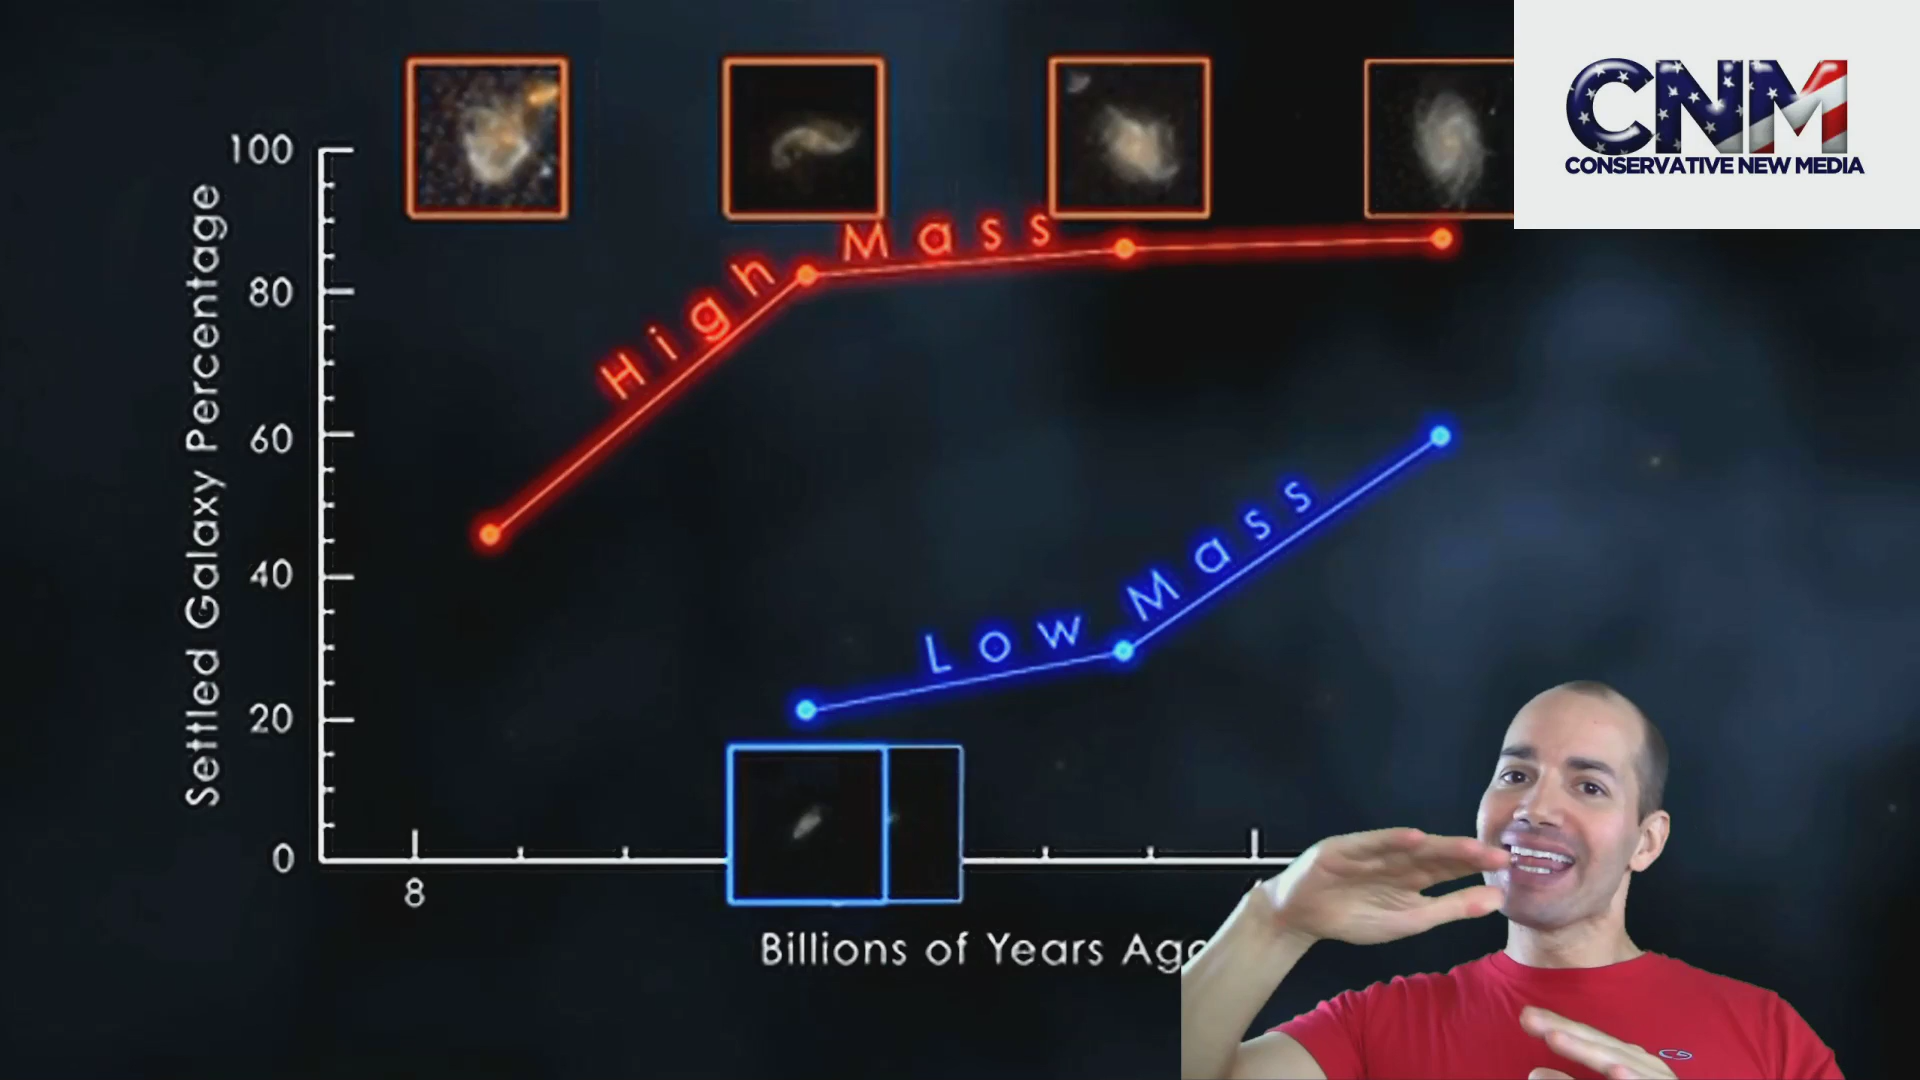 CNM
CONSERVATIVE NEW MEDIA
Settled Galaxy Percentage
100
80
60
40
20
0
High Mass
Low Mass
8
Billions of Years